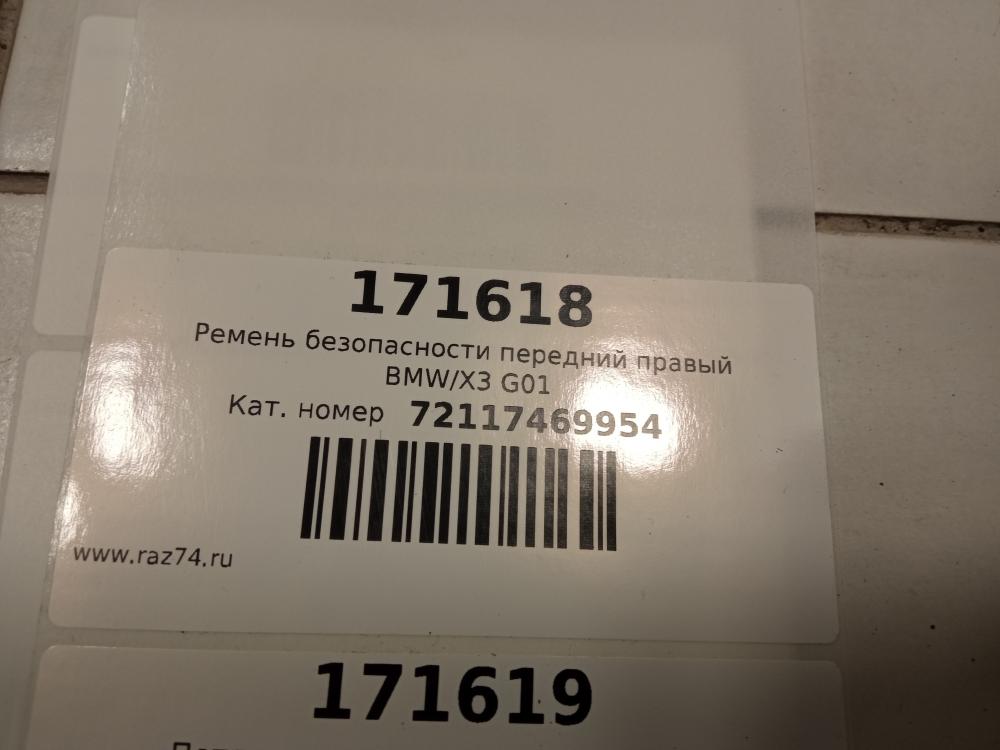 171618
Ремень безопасности передний правый
BMW/X3 G01
Кат. номер 72117469954
www.raz74.ru
171619